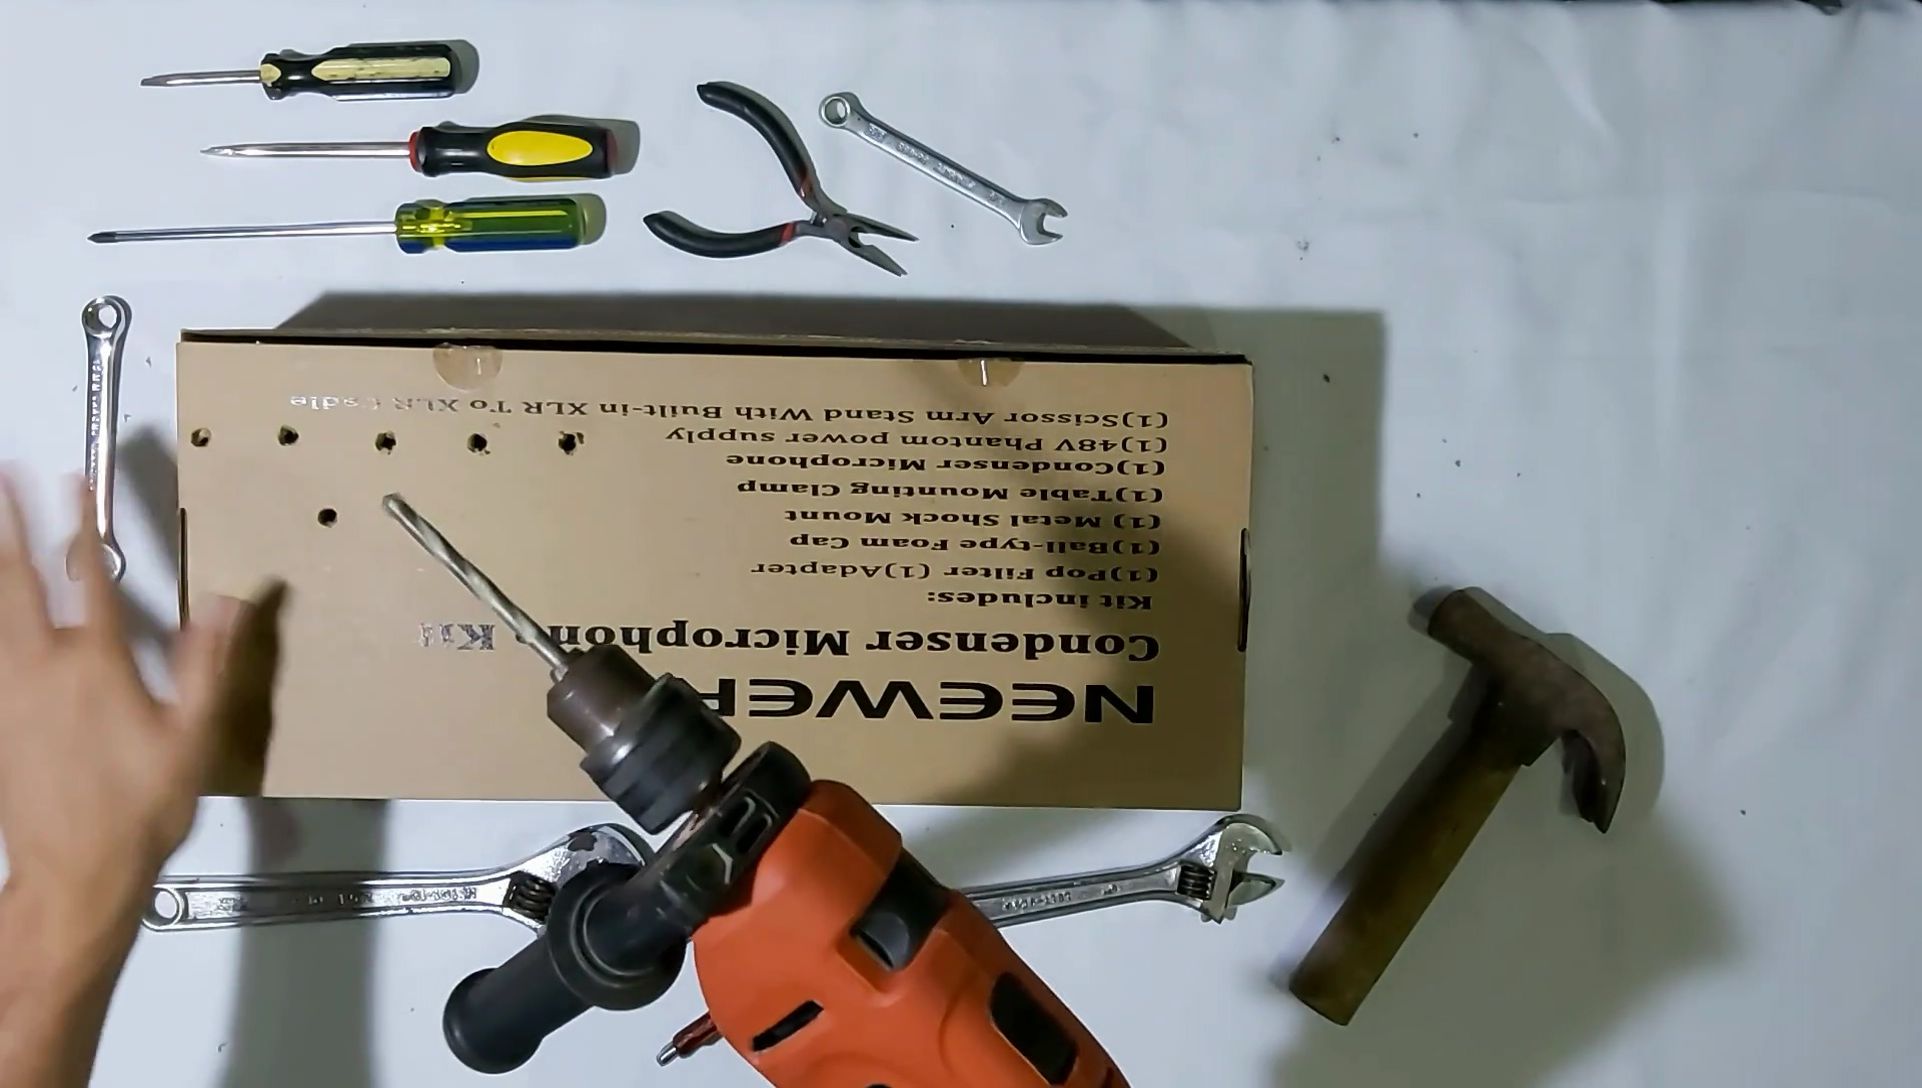 NEEWER
Condenser Microphone Kit
Kit includes:
(1)Pop Filter (1)Adapter
(1)Ball-type Foam Cap
(1) Metal Shock Mount
(1)Table Mounting Clamp
(1)Condenser Microphone
(1)48V Phantom power supply
(1)Scissor Arm Stand With Built-in XLR To XLR Cable